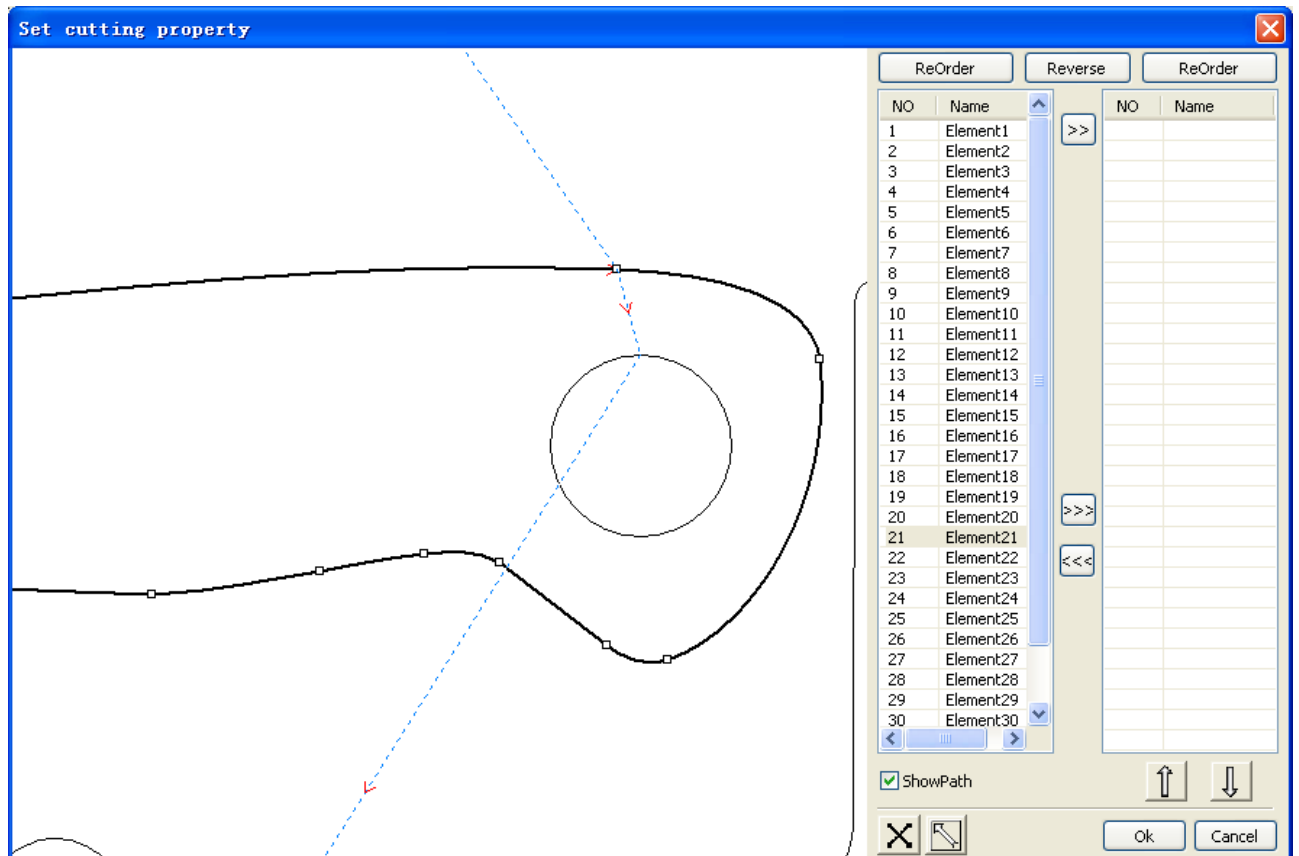 Set cutting property
ReOrder Reverse ReOrder
NO Name >> NO Name
1 Element1
2 Element2
3 Element3
4 Element4
5 Element5
6 Element6
7 Element7
8 Element8
9 Element9
10 Element10
11 Element11
12 Element12
13 Element13
14 Element14
15 Element15
16 Element16
17 Element17
18 Element18
19 Element19
20 Element20 >>>
21 Element21
22 Element22 <<<
23 Element23
24 Element24
25 Element25
26 Element26
27 Element27
28 Element28
29 Element29
30 Element30
ShowPath
Ok Cancel